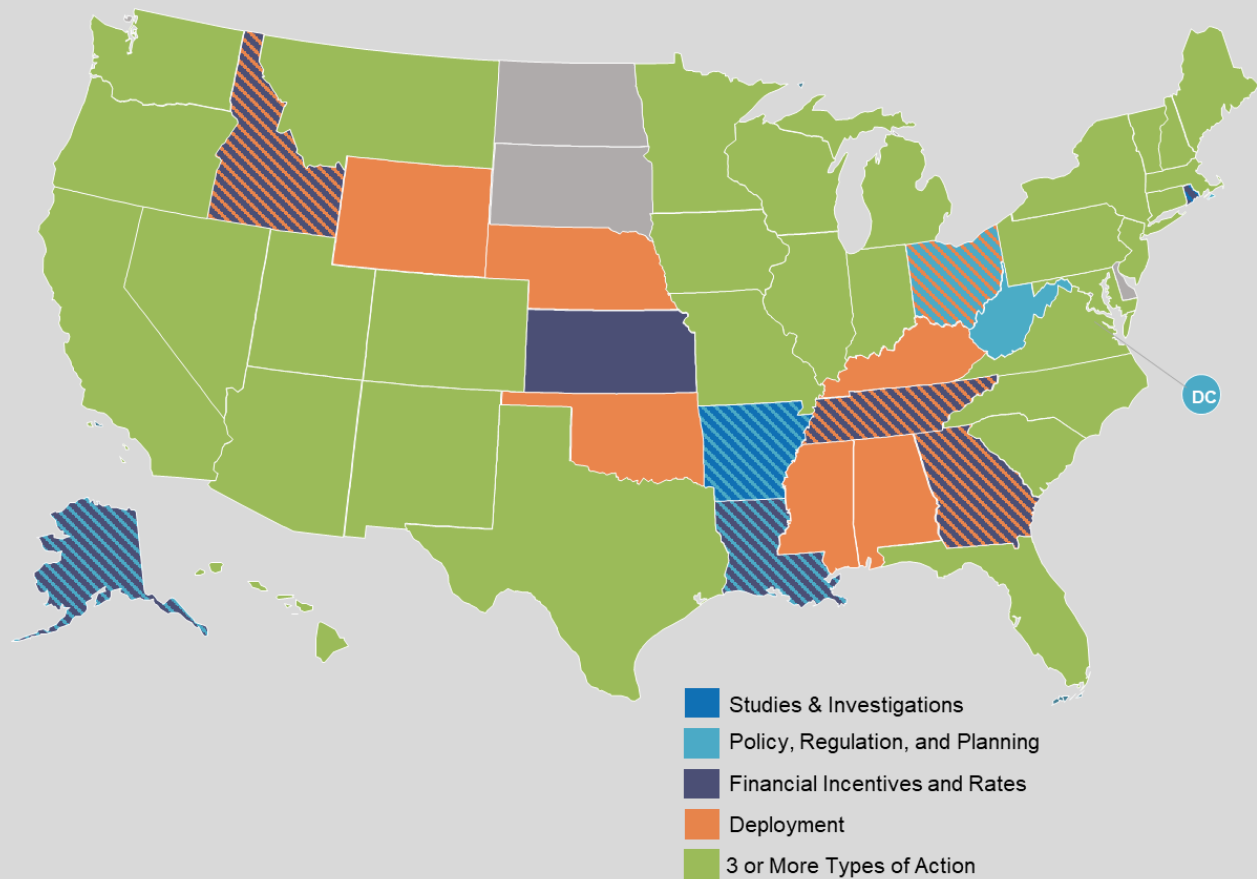 DC
Studies & Investigations
Policy, Regulation, and Planning
Financial Incentives and Rates
Deployment
3 or More Types of Action